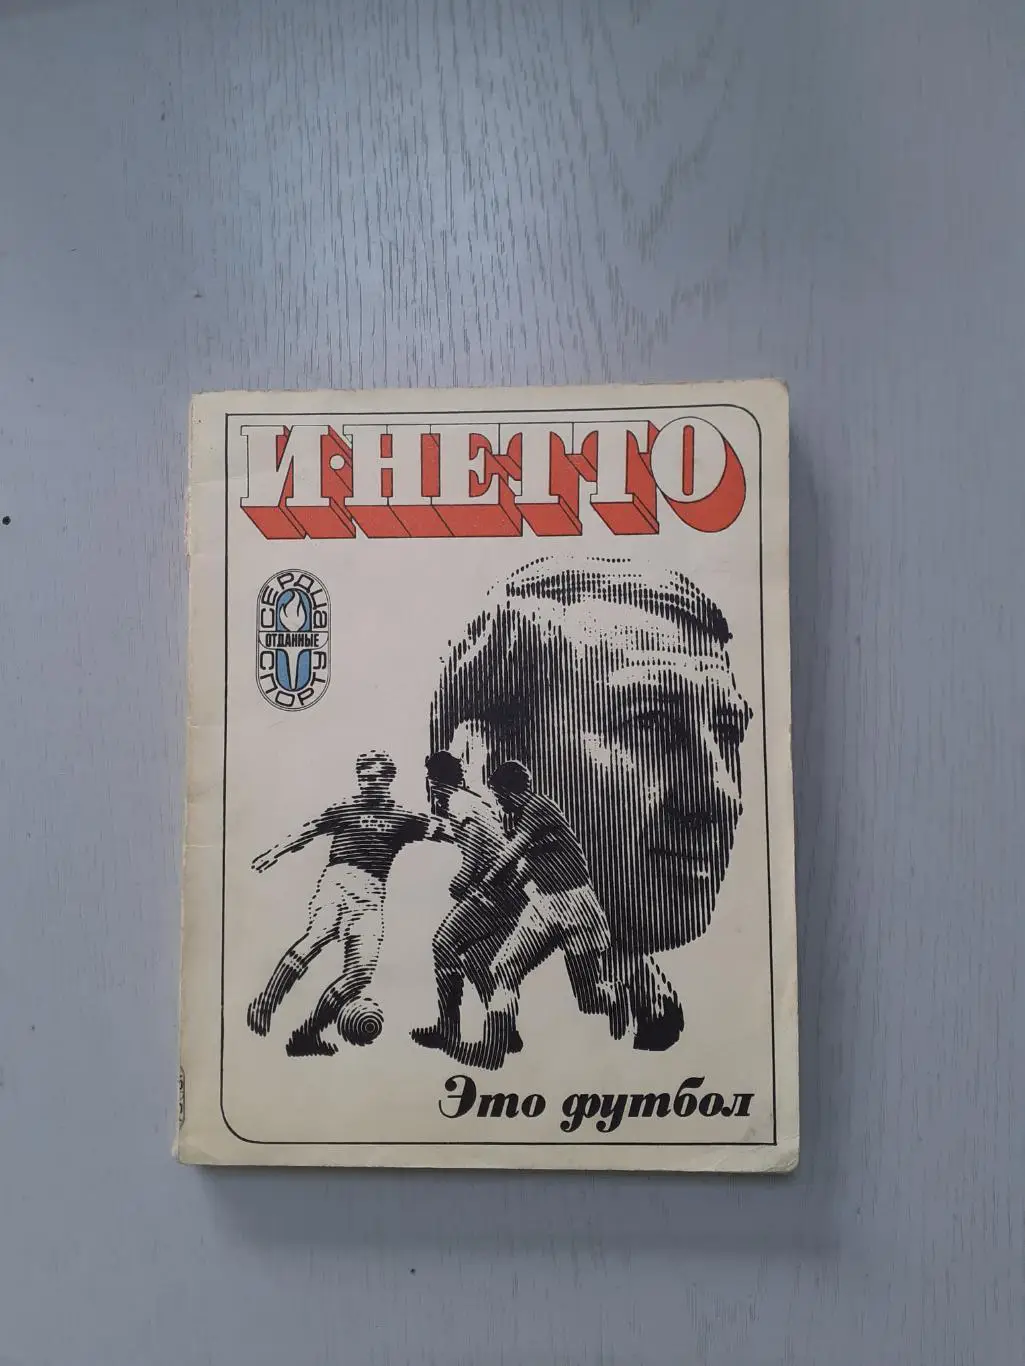 И·НЕТТО
СЕРДЦА
ОТДАННЫЕ
СПОРТУ
Это футбол